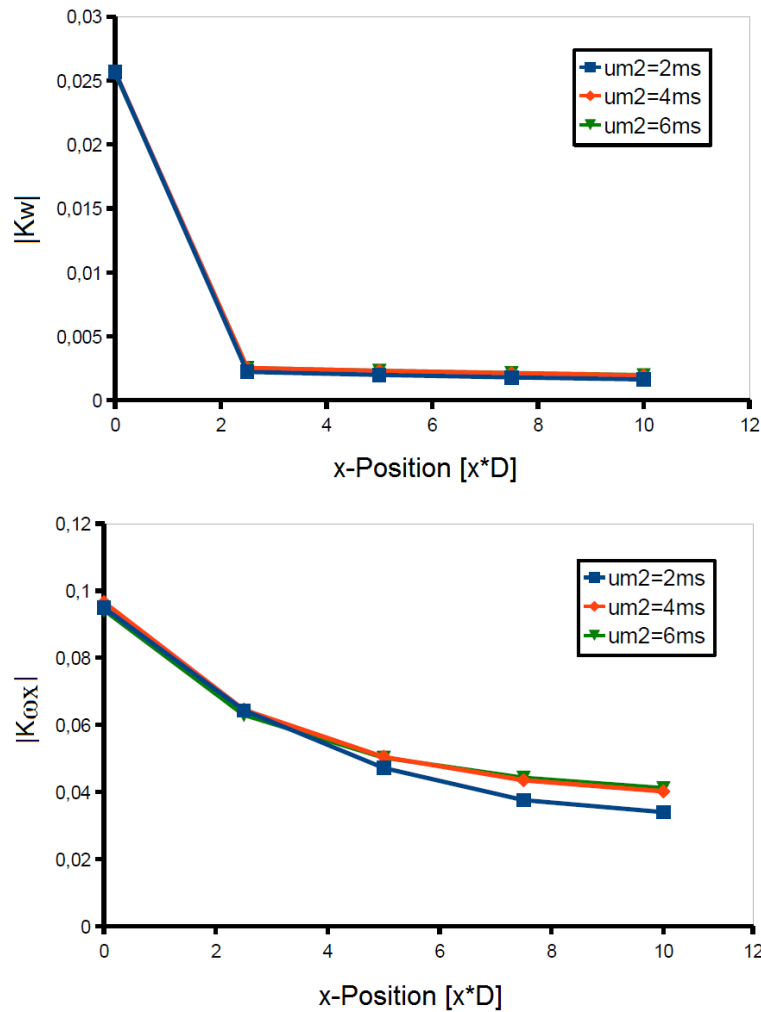 0,03
0,025
0,02
0,015
0,01
0,005
0
|Kw|
um2=2ms
um2=4ms
um2=6ms
0 2 4 6 8 10 12
x-Position [x*D]
0,12
0,1
0,08
0,06
0,04
0,02
0
|Kωx|
um2=2ms
um2=4ms
um2=6ms
0 2 4 6 8 10 12
x-Position [x*D]